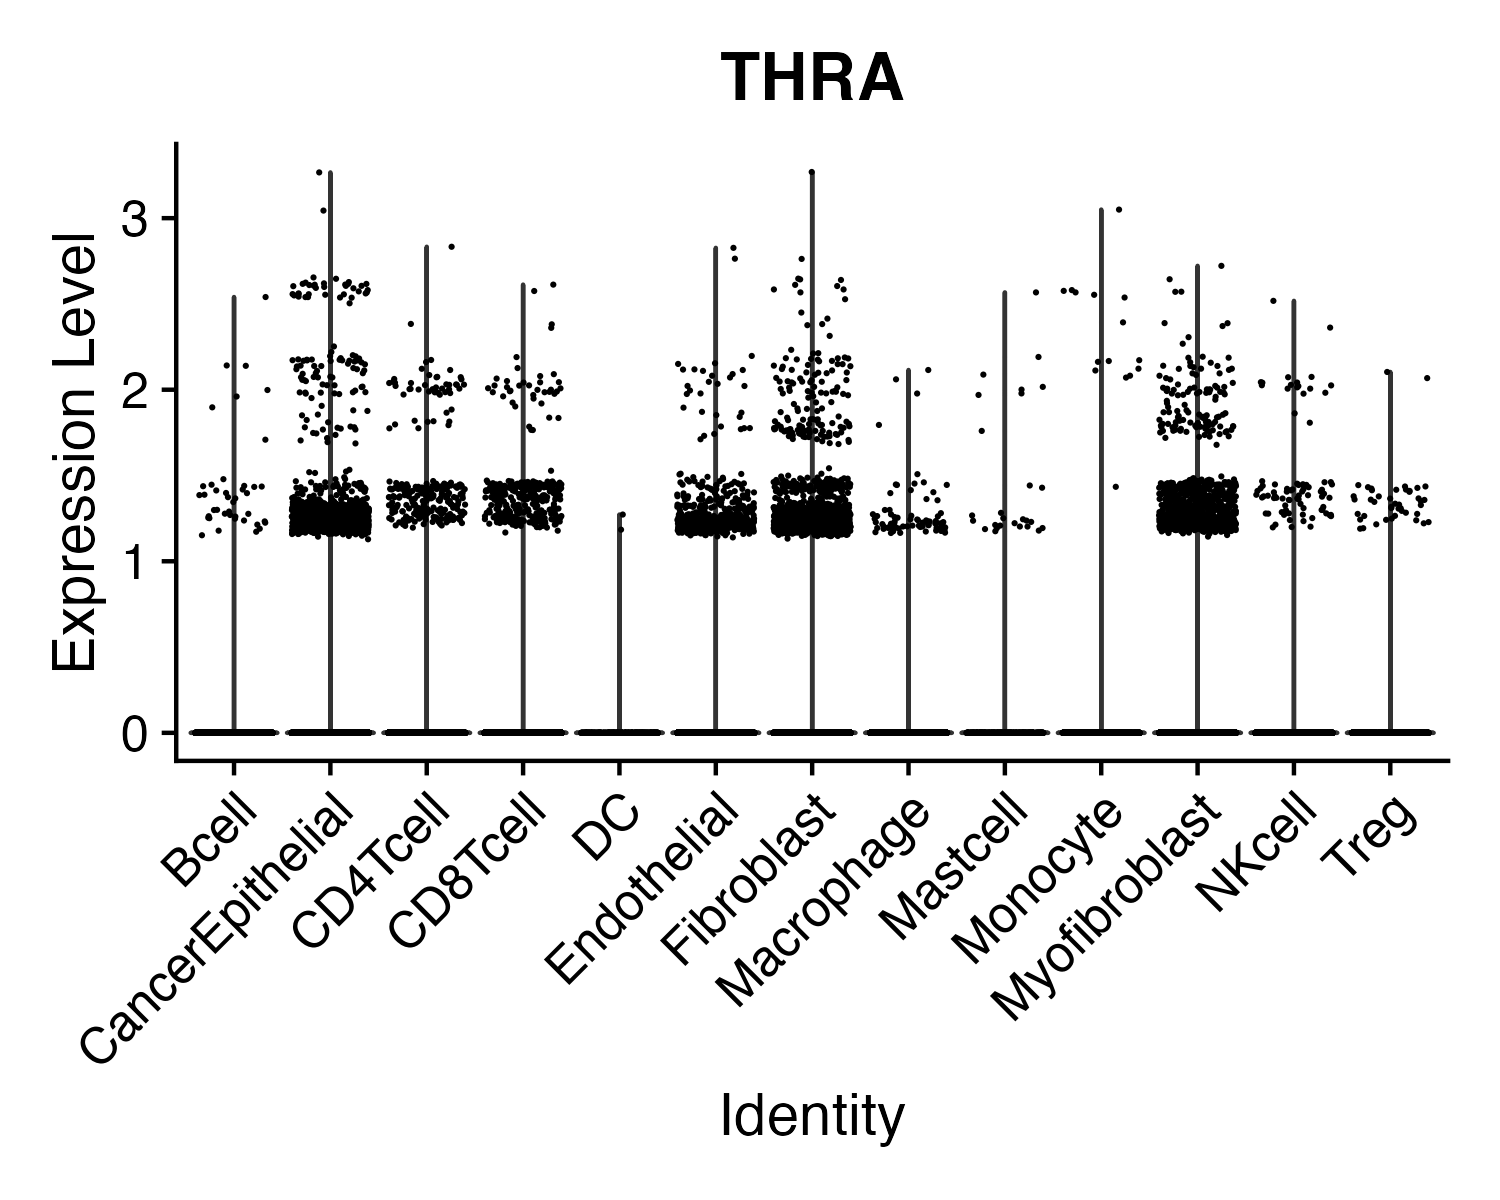 THRA
Expression Level
3
2
1
0
Bcell
CancerEpithelial
CD4Tcell
CD8Tcell
DC
Endothelial
Fibroblast
Macrophage
Mastcell
Monocyte
Myofibroblast
NKcell
Treg
Identity